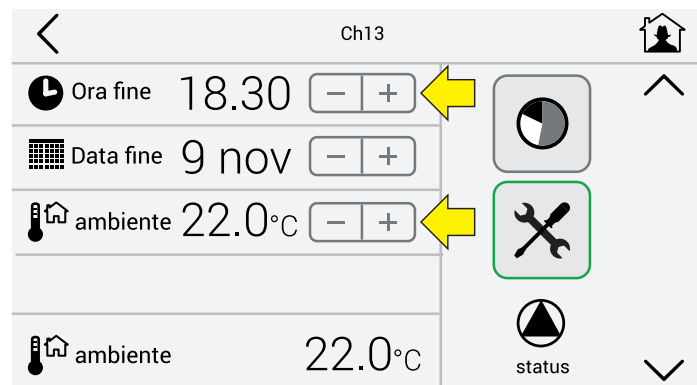 Ch13
Ora fine 18.30 − +
Data fine 9 nov − +
ambiente 22.0°C − +
ambiente 22.0°C
status